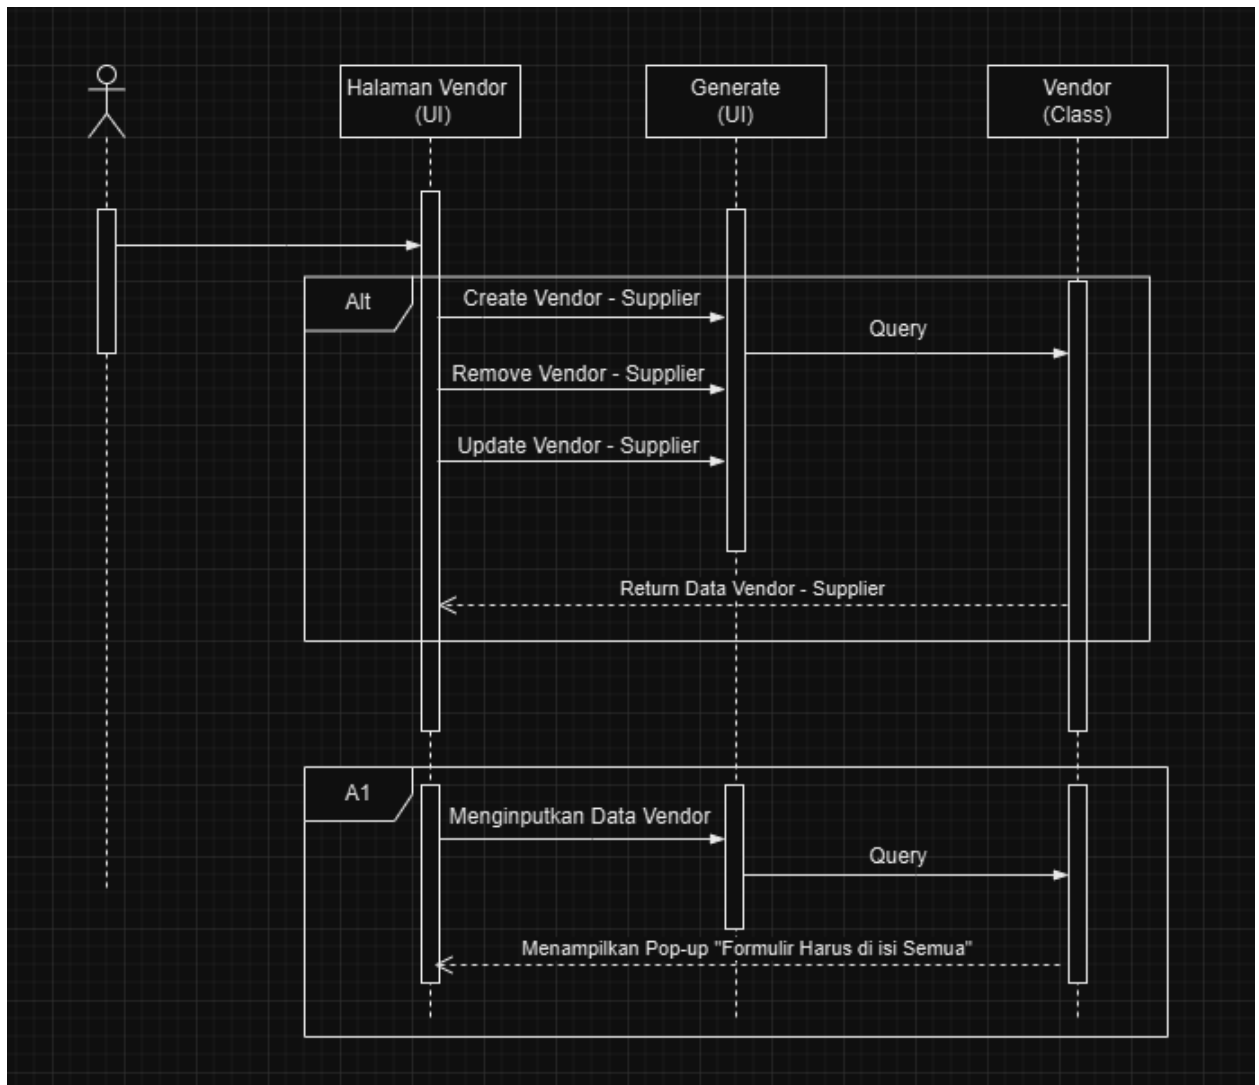 Halaman Vendor
(UI)
Generate
(UI)
Vendor
(Class)
Alt
Create Vendor - Supplier
Query
Remove Vendor - Supplier
Update Vendor - Supplier
Return Data Vendor - Supplier
A1
Menginputkan Data Vendor
Query
Menampilkan Pop-up "Formulir Harus di isi Semua"